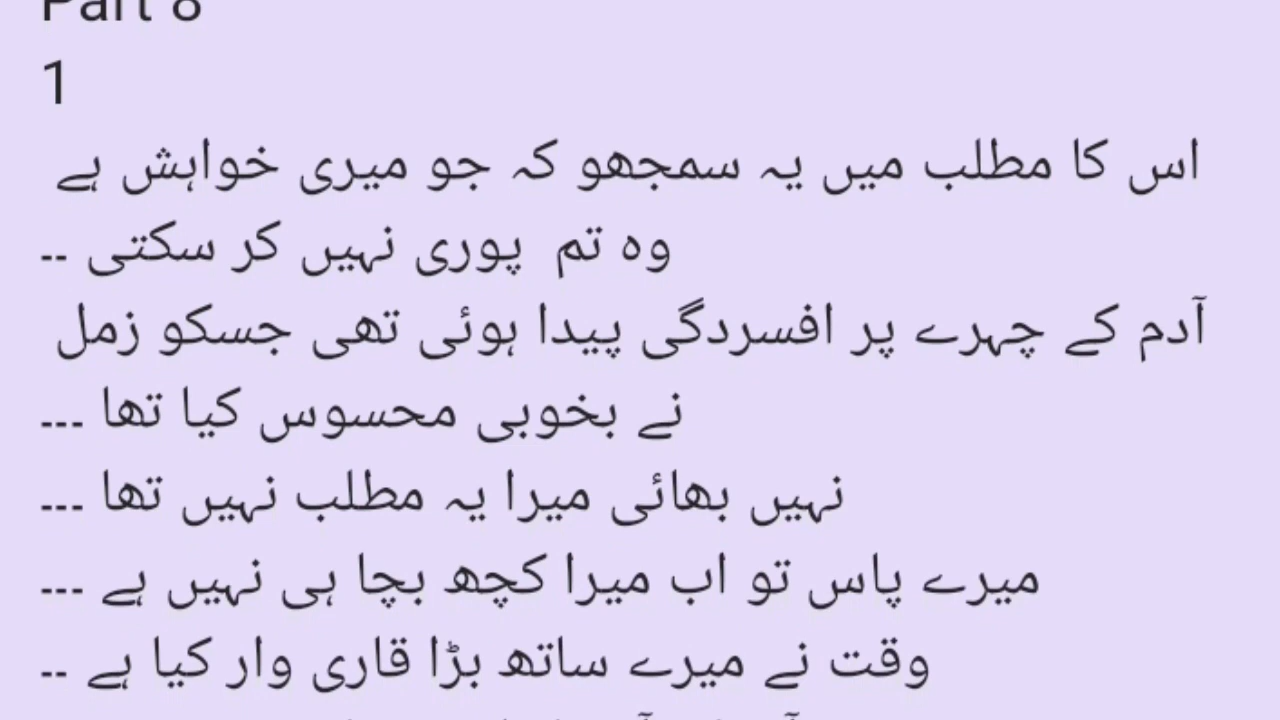 Part 8
1
اس کا مطلب میں یہ سمجھو کہ جو میری خواہش ہے
وہ تم پوری نہیں کر سکتی --
آدم کے چہرے پر افسردگی پیدا ہوئی تھی جسکو زمل
نے بخوبی محسوس کیا تھا ---
نہیں بھائی میرا یہ مطلب نہیں تھا ---
میرے پاس تو اب میرا کچھ بچا ہی نہیں ہے ---
وقت نے میرے ساتھ بڑا قاری وار کیا ہے --